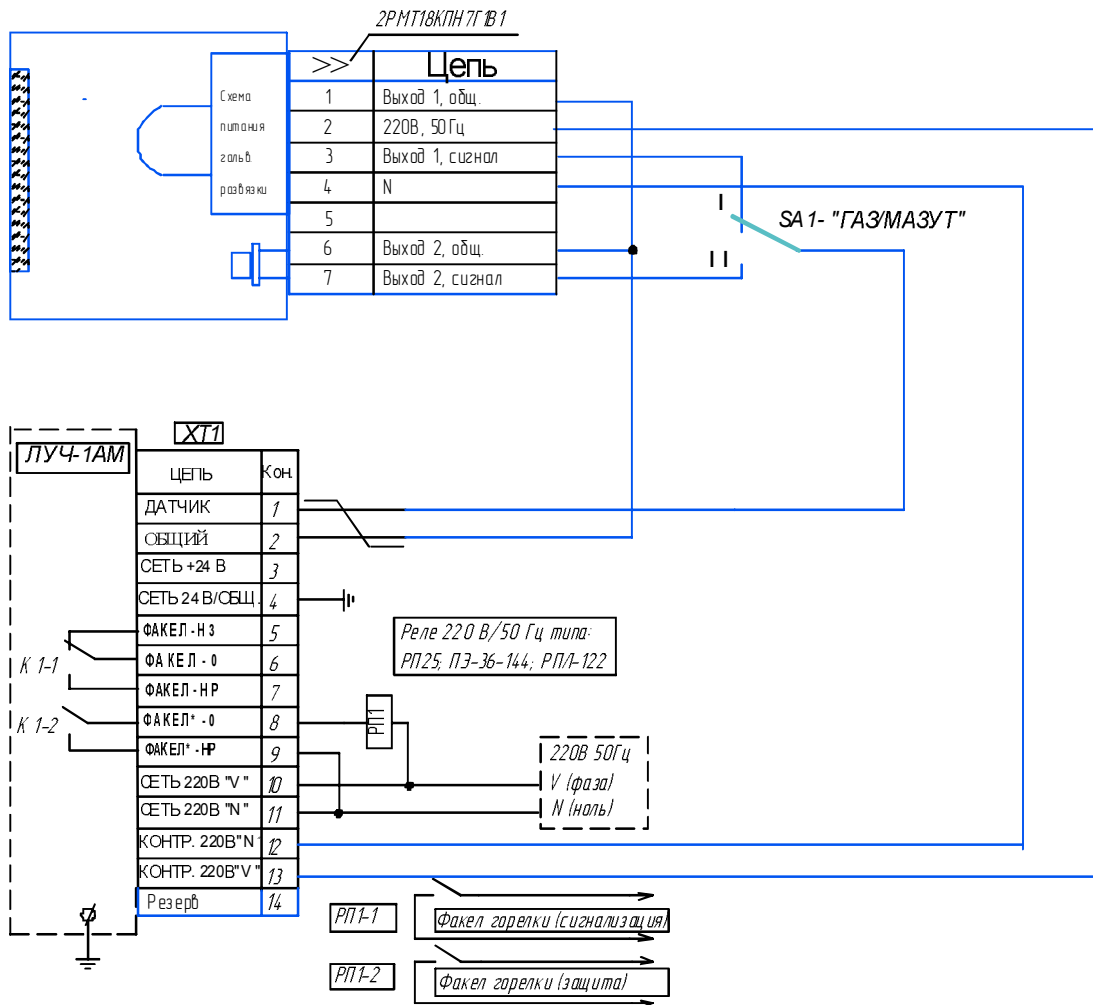 2РМТ18КПН7Г1В1
>> Цепь
Схема
питания
гальв.
развязки
1 Выход 1, общ.
2 220В, 50Гц
3 Выход 1, сигнал
4 N
5
6 Выход 2, общ.
7 Выход 2, сигнал
I
II
SA1- "ГАЗ/МАЗУТ"
ЛУЧ-1АМ
XT1
ЦЕПЬ Кон.
ДАТЧИК 1
ОБЩИЙ 2
СЕТЬ +24 В 3
СЕТЬ 24 В/ОБЩ. 4
ФАКЕЛ-НЗ 5
ФАКЕЛ-0 6
ФАКЕЛ-НР 7
ФАКЕЛ*-0 8
ФАКЕЛ*-НР 9
СЕТЬ 220В "V" 10
СЕТЬ 220В "N" 11
КОНТР. 220В"N" 12
КОНТР. 220В"V" 13
Резерв 14
К 1-1
К 1-2
Реле 220 В/50 Гц типа:
РП25; ПЭ-36-144; РПЛ-122
РП1
220В 50Гц
V (фаза)
N (ноль)
РП1-1
Факел горелки (сигнализация)
РП1-2
Факел горелки (защита)